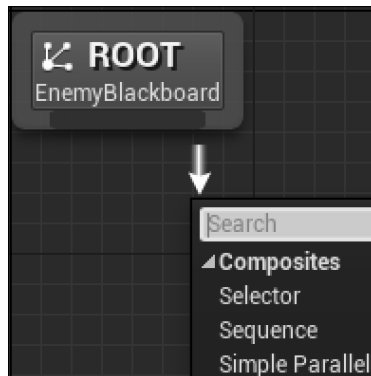 ROOT
EnemyBlackboard
Search
Composites
Selector
Sequence
Simple Parallel